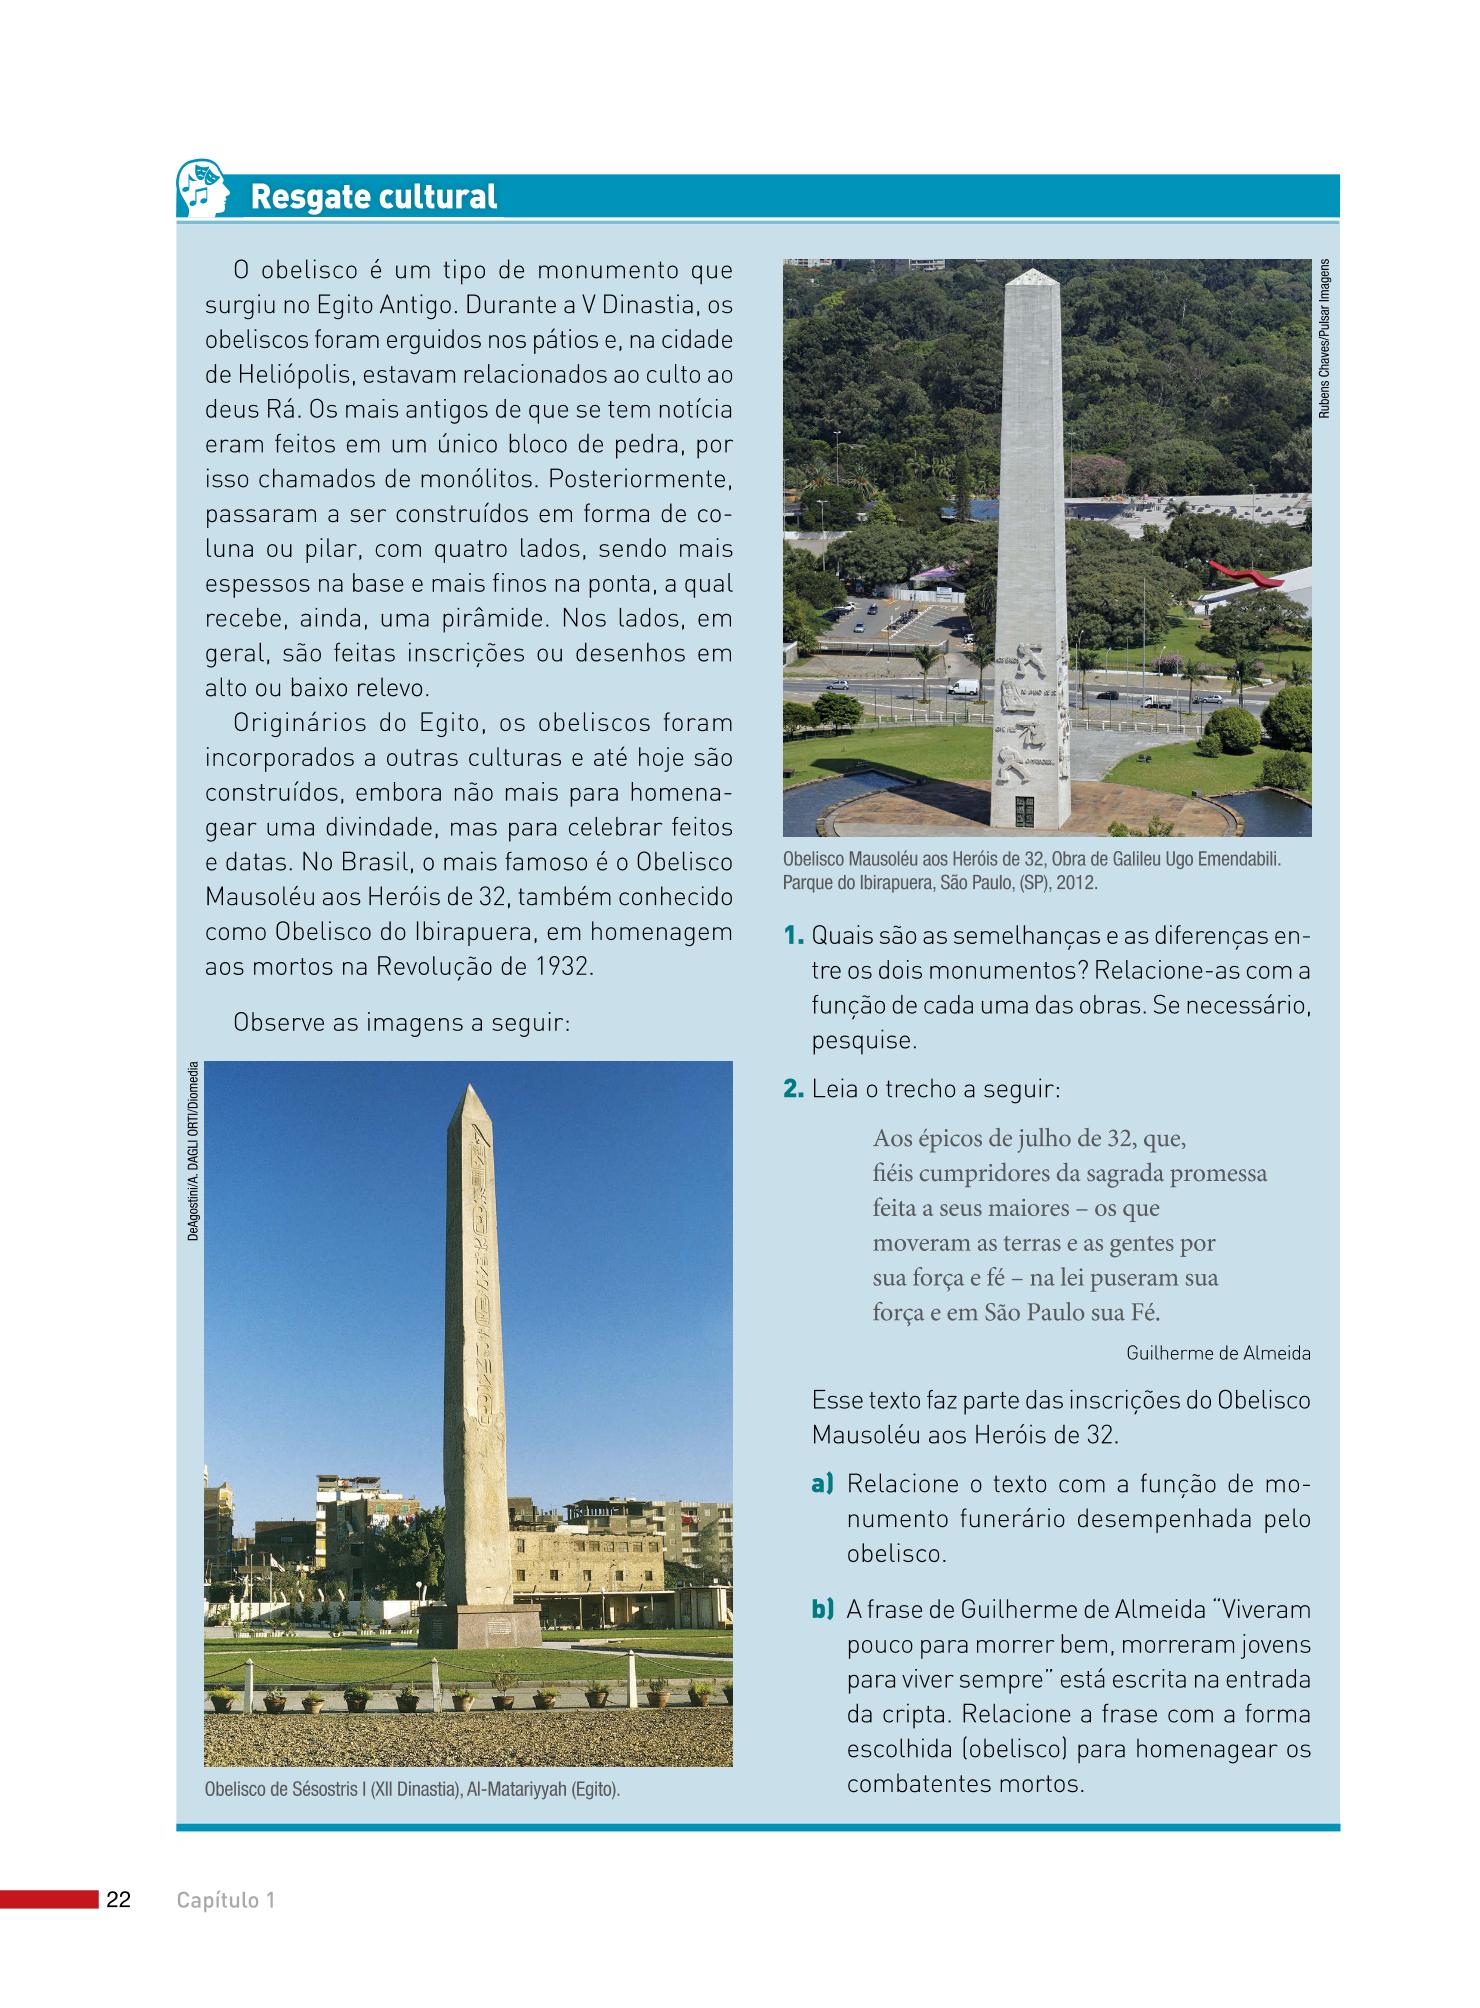 Resgate cultural
O obelisco é um tipo de monumento que
surgiu no Egito Antigo. Durante a V Dinastia, os
obeliscos foram erguidos nos pátios e, na cidade
de Heliópolis, estavam relacionados ao culto ao
deus Rá. Os mais antigos de que se tem notícia
eram feitos em um único bloco de pedra, por
isso chamados de monólitos. Posteriormente,
passaram a ser construídos em forma de co-
luna ou pilar, com quatro lados, sendo mais
espessos na base e mais finos na ponta, a qual
recebe, ainda, uma pirâmide. Nos lados, em
geral, são feitas inscrições ou desenhos em
alto ou baixo relevo.
Originários do Egito, os obeliscos foram
incorporados a outras culturas e até hoje são
construídos, embora não mais para homena-
gear uma divindade, mas para celebrar feitos
e datas. No Brasil, o mais famoso é o Obelisco
Mausoléu aos Heróis de 32, também conhecido
como Obelisco do Ibirapuera, em homenagem
aos mortos na Revolução de 1932.
Observe as imagens a seguir:
DeAgostini/A. DAGLI ORTI/Diomedia
Obelisco de Sésostris I (XII Dinastia), Al-Matariyyah (Egito).
Rubens Chaves/Pulsar Imagens
Obelisco Mausoléu aos Heróis de 32, Obra de Galileu Ugo Emendabili.
Parque do Ibirapuera, São Paulo, (SP), 2012.
1. Quais são as semelhanças e as diferenças en-
tre os dois monumentos? Relacione-as com a
função de cada uma das obras. Se necessário,
pesquise.
2. Leia o trecho a seguir:
Aos épicos de julho de 32, que,
fiéis cumpridores da sagrada promessa
feita a seus maiores – os que
moveram as terras e as gentes por
sua força e fé – na lei puseram sua
força e em São Paulo sua Fé.
Guilherme de Almeida
Esse texto faz parte das inscrições do Obelisco
Mausoléu aos Heróis de 32.
a) Relacione o texto com a função de mo-
numento funerário desempenhada pelo
obelisco.
b) A frase de Guilherme de Almeida “Viveram
pouco para morrer bem, morreram jovens
para viver sempre” está escrita na entrada
da cripta. Relacione a frase com a forma
escolhida (obelisco) para homenagear os
combatentes mortos.
22 Capítulo 1